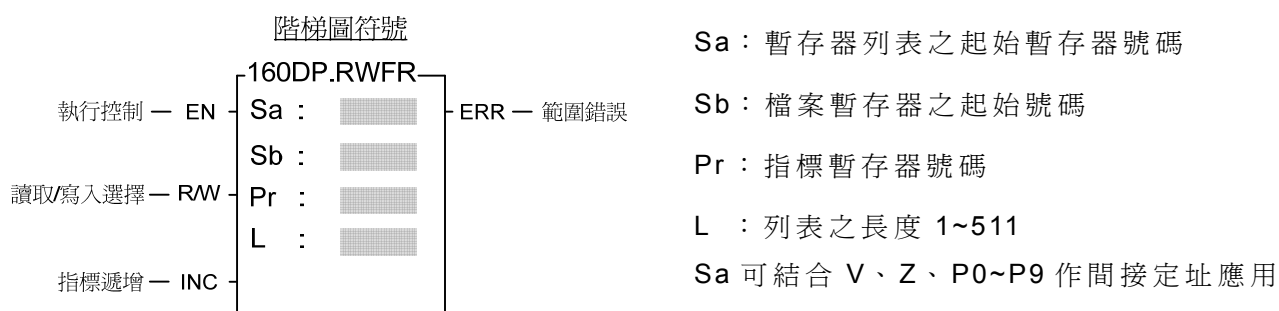 階梯圖符號
160DP.RWFR
執行控制 — EN Sa : ERR — 範圍錯誤
Sb :
讀取/寫入選擇 — R/W Pr :
L :
指標遞增 — INC
Sa：暫存器列表之起始暫存器號碼
Sb：檔案暫存器之起始號碼
Pr：指標暫存器號碼
L ：列表之長度 1~511
Sa 可結合 V、Z、P0~P9 作間接定址應用